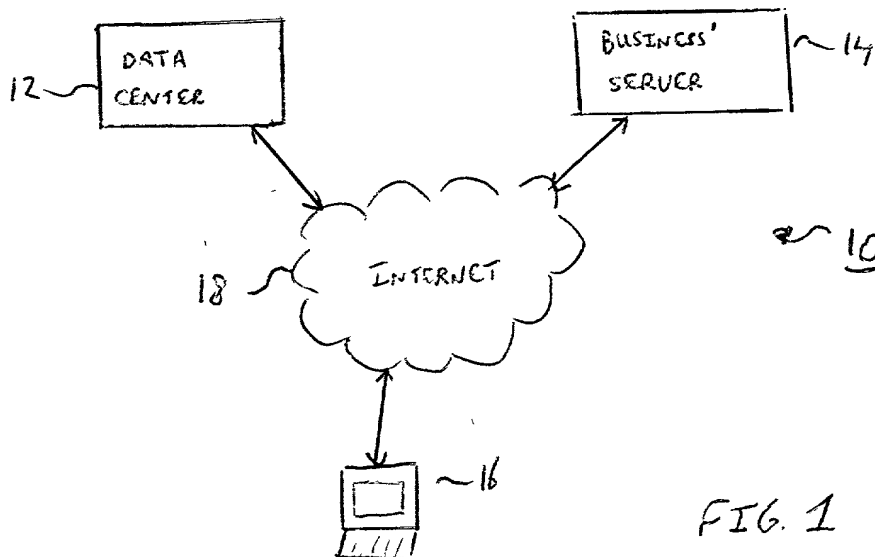 12
DATA
CENTER
BUSINESS'
SERVER
14
10
18
INTERNET
16
FIG. 1